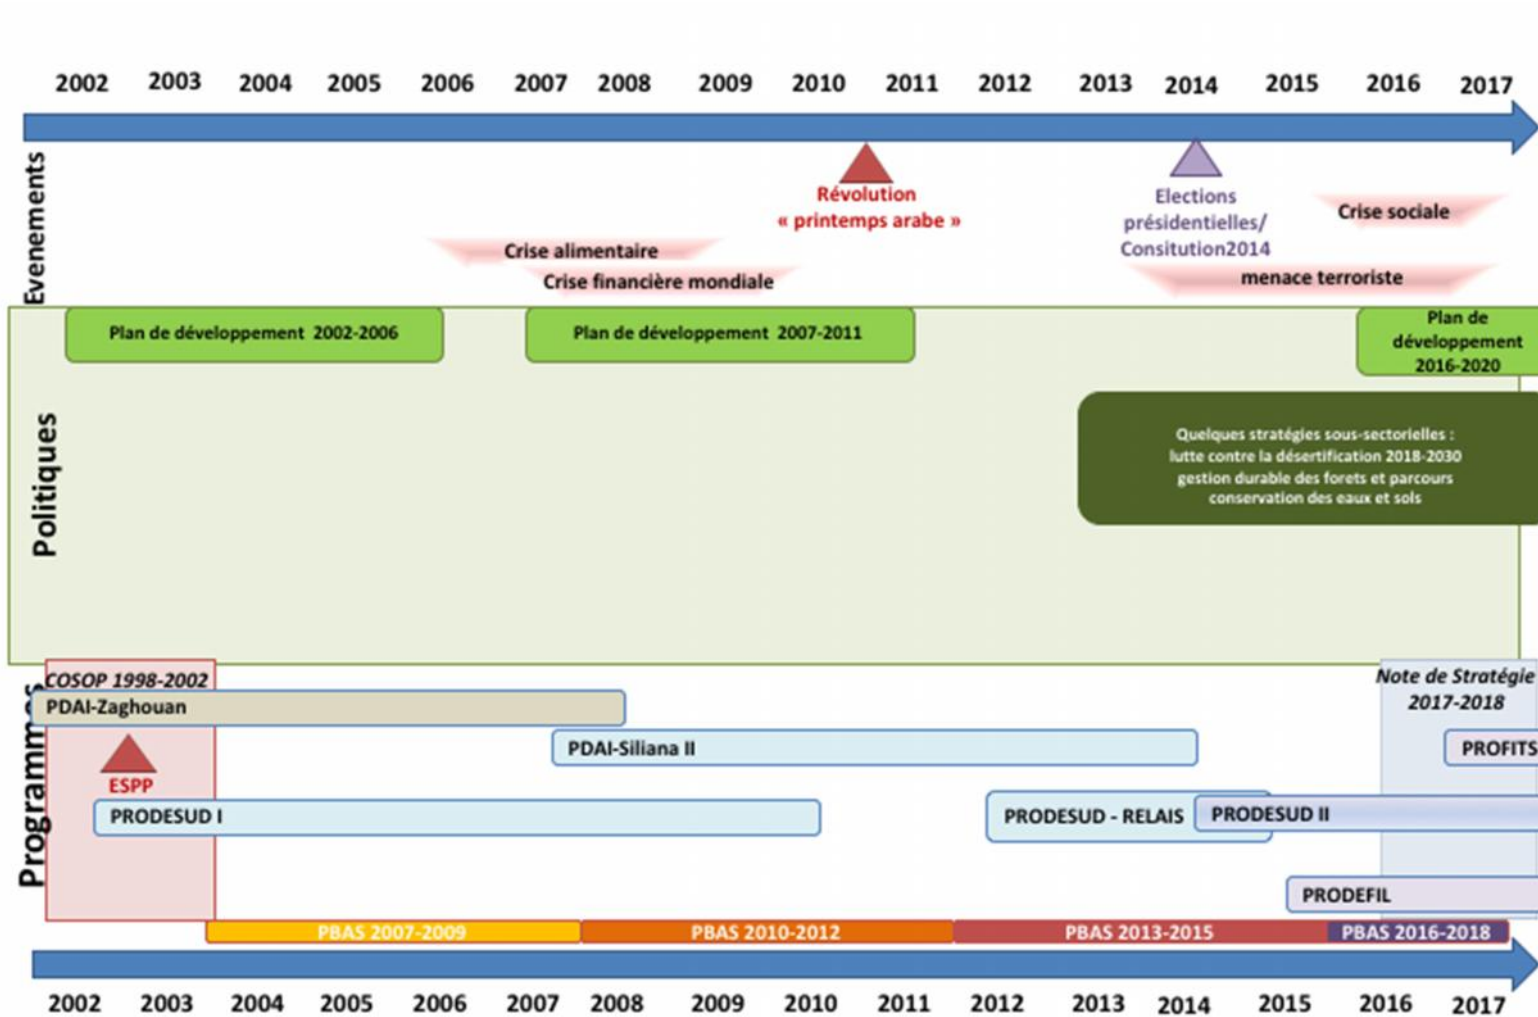 2002 2003 2004 2005 2006 2007 2008 2009 2010 2011 2012 2013 2014 2015 2016 2017
Evenements
Révolution
« printemps arabe »
Elections
présidentielles/
Consitution2014
Crise sociale
Crise alimentaire
Crise financière mondiale
menace terroriste
Politiques
Plan de développement 2002-2006
Plan de développement 2007-2011
Plan de
développement
2016-2020
Quelques stratégies sous-sectorielles :
lutte contre la désertification 2018-2030
gestion durable des forets et parcours
conservation des eaux et sols
Programmes
COSOP 1998-2002
PDAI-Zaghouan
Note de Stratégie
2017-2018
PDAI-Siliana II
PROFITS
ESPP
PRODESUD I
PRODESUD - RELAIS
PRODESUD II
PRODEFIL
PBAS 2007-2009
PBAS 2010-2012
PBAS 2013-2015
PBAS 2016-2018
2002 2003 2004 2005 2006 2007 2008 2009 2010 2011 2012 2013 2014 2015 2016 2017